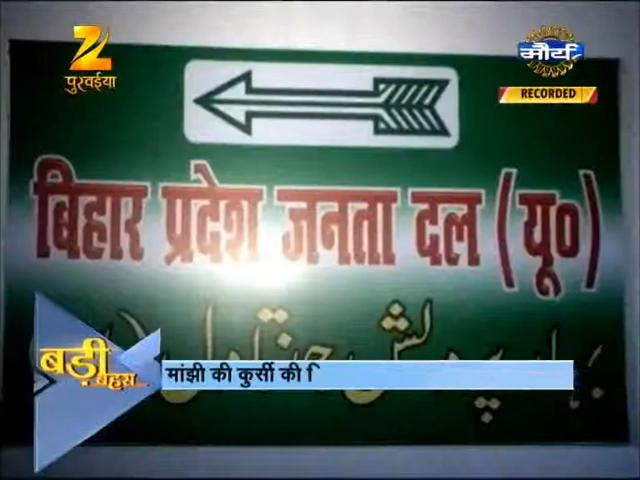 पुरवईया
मौर्य
RECORDED
बिहार प्रदेश जनता दल (यू०)
बड़ी
बहस
मांझी की कुर्सी की